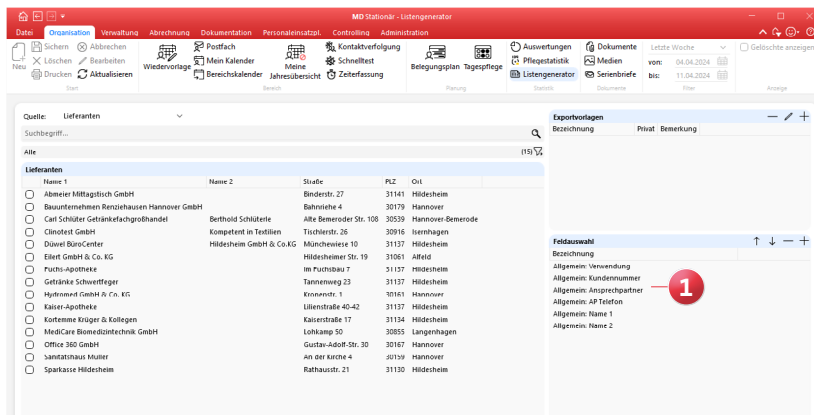 MD Stationär - Listengenerator
Datei Organisation Verwaltung Abrechnung Dokumentation Personaleinsatzpl. Controlling Administration
Neu Sichern Abbrechen
Löschen Bearbeiten
Drucken Aktualisieren
Start
Wiedervorlage Postfach
Mein Kalender
Bereichskalender
Meine Jahresübersicht
Kontaktverfolgung
Schnelltest
Zeiterfassung
Bereich
Belegungsplan Tagespflege
Planung
Auswertungen
Pflegestatistik
Listengenerator
Statistik
Dokumente
Medien
Serienbriefe
Dokumente
Letzte Woche
von: 04.04.2024
bis: 11.04.2024
Filter
Gelöschte anzeigen
Anzeige
Quelle: Lieferanten
Suchbegriff...
Alle (15)
Lieferanten
Name 1 Name 2 Straße PLZ Ort
Abmeier Mittagstisch GmbH Binderstr. 27 31141 Hildesheim
Bauunternehmen Renziehausen Hannover GmbH Bahnriehe 4 30179 Hannover
Carl Schlüter Getränkefachgroßhandel Berthold Schlüterle Alte Bemeroder Str. 108 30539 Hannover-Bemerode
Clinotest GmbH Kompetent in Textilien Tischlerstr. 26 30916 Isernhagen
Düwel BüroCenter Hildesheim GmbH & Co.KG Münchewiese 10 31137 Hildesheim
Eilert GmbH & Co. KG Hildesheimer Str. 19 31061 Alfeld
Fuchs-Apotheke Im Fuchsbau 7 31137 Hildesheim
Getränke Schwertfeger Tannenweg 23 31137 Hildesheim
Hydromed GmbH & Co. KG Kronenstr. 1 30161 Hannover
Kaiser-Apotheke Lilienstraße 40-42 31137 Hildesheim
Kortemme Krüger & Kollegen Kaiserstraße 17 31134 Hildesheim
MediCare Biomedizintechnik GmbH Lohkamp 50 30855 Langenhagen
Office 360 GmbH Gustav-Adolf-Str. 30 30167 Hannover
Sanitätshaus Müller An der Kirche 4 30159 Hannover
Sparkasse Hildesheim Rathausstr. 21 31130 Hildesheim
Exportvorlagen
Bezeichnung Privat Bemerkung
Feldauswahl
Bezeichnung
Allgemein: Verwendung
Allgemein: Kundennummer
Allgemein: Ansprechpartner
Allgemein: AP Telefon
Allgemein: Name 1
Allgemein: Name 2
1